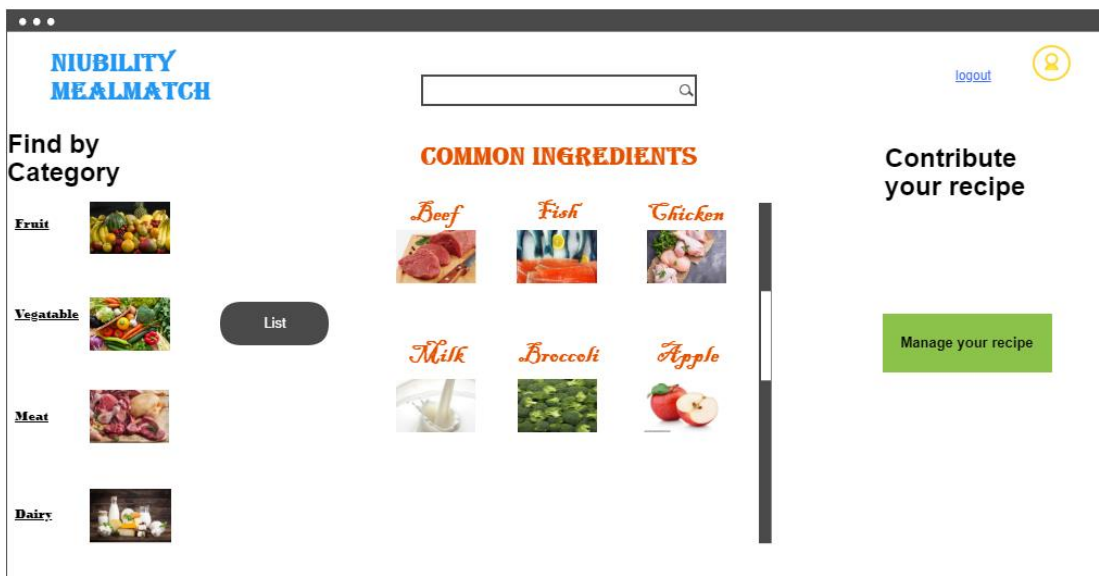 NIUBILITY
MEALMATCH
logout
Find by
Category
Fruit
Vegatable
Meat
Dairy
List
COMMON INGREDIENTS
Beef Fish Chicken
Milk Broccoli Apple
Contribute
your recipe
Manage your recipe